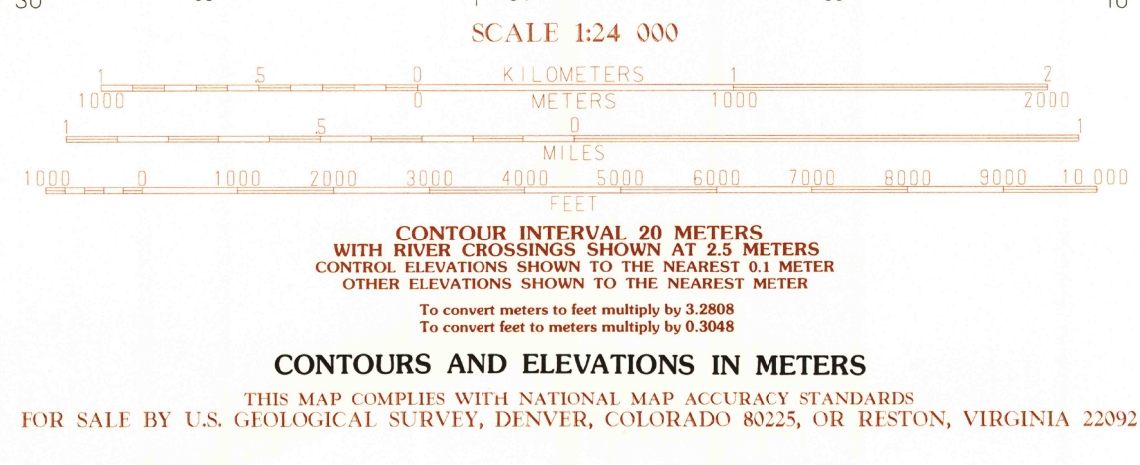 SCALE 1:24 000
1 .5 0 KILOMETERS 1 2
1000 0 METERS 1000 2000
1 .5 0 1
MILES
1000 0 1000 2000 3000 4000 5000 6000 7000 8000 9000 10 000
FEET
CONTOUR INTERVAL 20 METERS
WITH RIVER CROSSINGS SHOWN AT 2.5 METERS
CONTROL ELEVATIONS SHOWN TO THE NEAREST 0.1 METER
OTHER ELEVATIONS SHOWN TO THE NEAREST METER
To convert meters to feet multiply by 3.2808
To convert feet to meters multiply by 0.3048
CONTOURS AND ELEVATIONS IN METERS
THIS MAP COMPLIES WITH NATIONAL MAP ACCURACY STANDARDS
FOR SALE BY U.S. GEOLOGICAL SURVEY, DENVER, COLORADO 80225, OR RESTON, VIRGINIA 22092